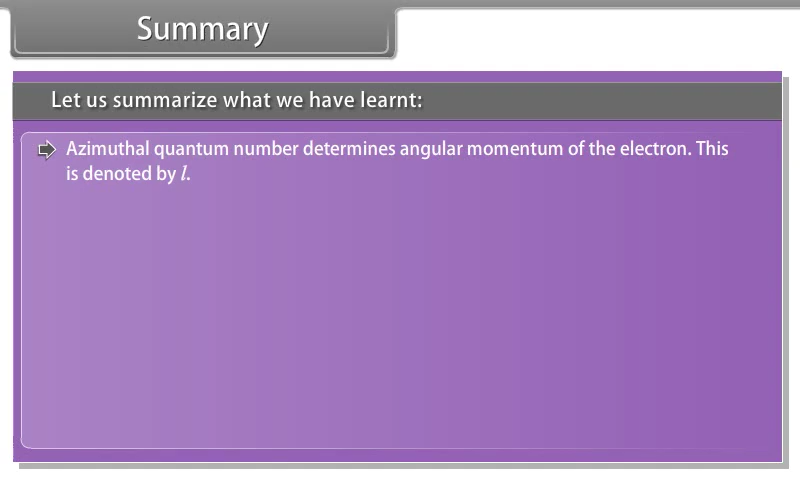 Summary
Let us summarize what we have learnt:
Azimuthal quantum number determines angular momentum of the electron. This
is denoted by l.